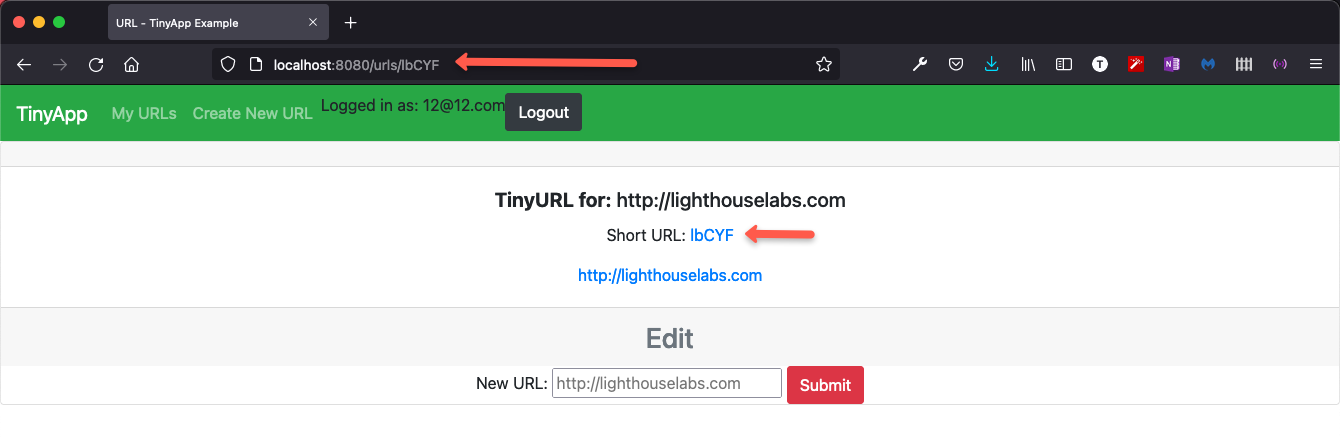 URL - TinyApp Example
localhost:8080/urls/lbCYF
TinyApp My URLs Create New URL Logged in as: 12@12.com Logout
TinyURL for: http://lighthouselabs.com
Short URL: lbCYF
http://lighthouselabs.com
Edit
New URL: http://lighthouselabs.com Submit